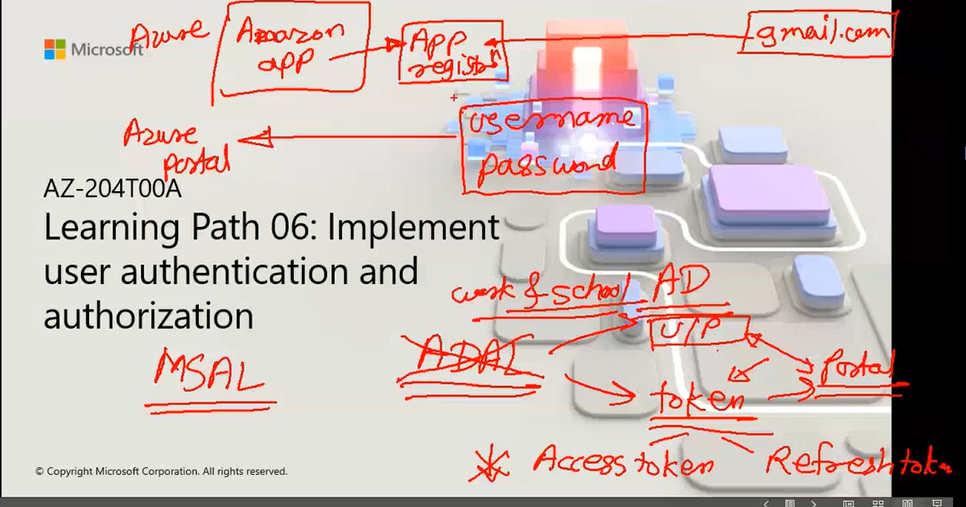 Microsoft
Azure
Amazon
app
App
registrn
gmail.com
Azure
portal
username
password
AZ-204T00A
Learning Path 06: Implement
user authentication and
authorization
work & school AD
U/P
MSAL
ADAL
token
portal
Access token
Refresh token
© Copyright Microsoft Corporation. All rights reserved.